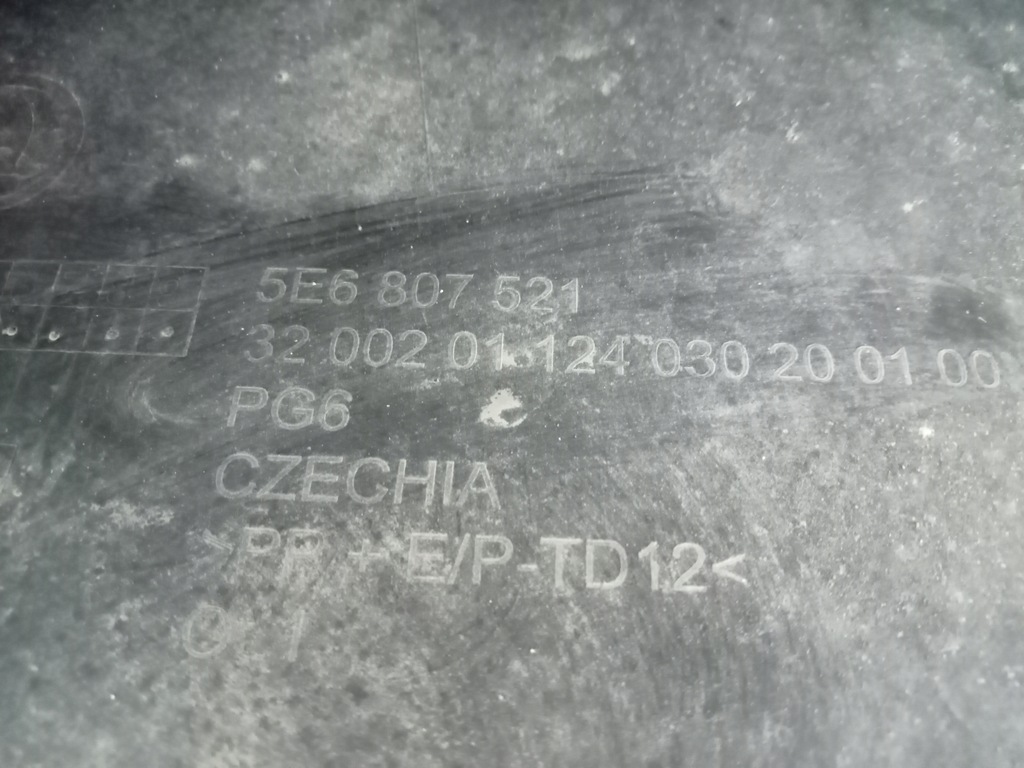 5E6 807 521
32 002 01 124 030 20 01 00
PG6
CZECHIA
>PP + E/P-TD12<